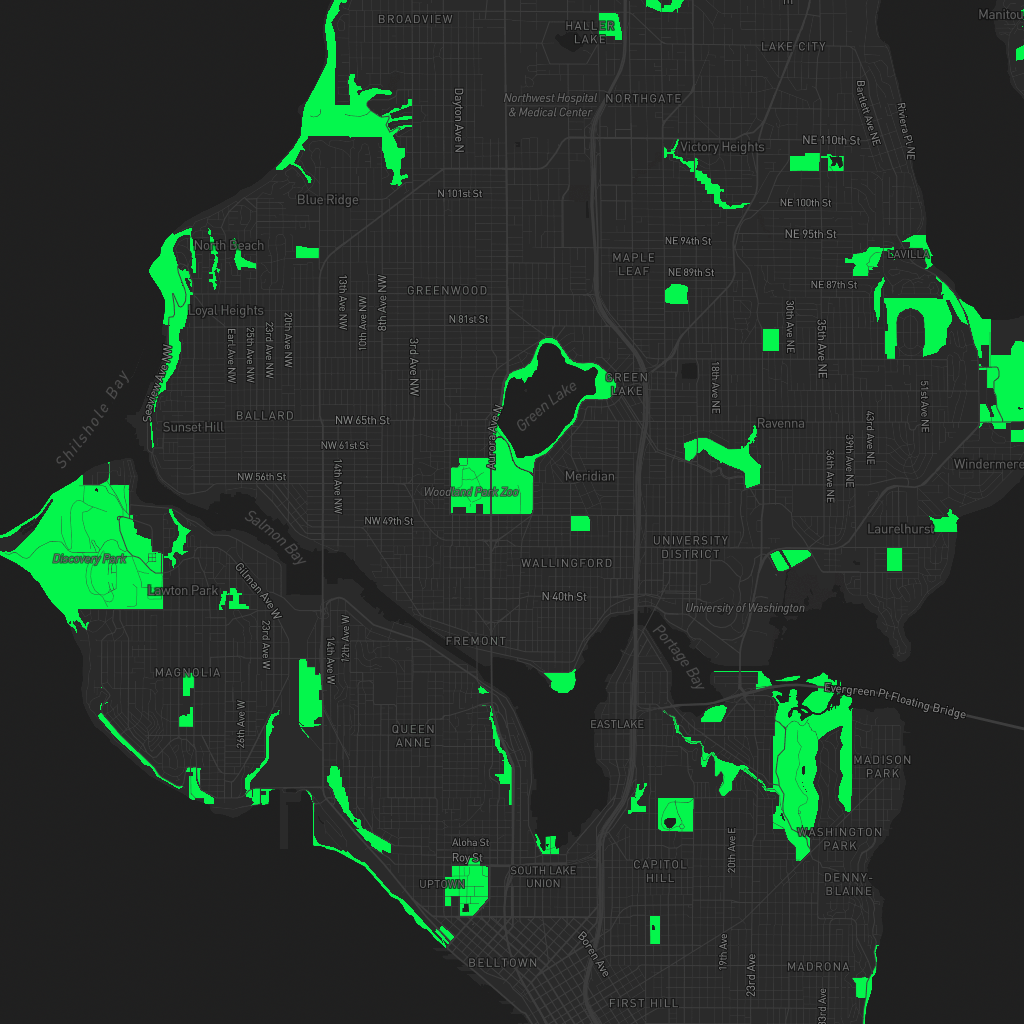 BROADVIEW
HALLER
LAKE
Manitou
LAKE CITY
Dayton Ave N
Northwest Hospital
& Medical Center
NORTHGATE
Bartlett Ave NE
Riviera Pl NE
Victory Heights
NE 110th St
Blue Ridge
N 101st St
NE 100th St
NE 95th St
NE 94th St
North Beach
MAPLE
LEAF
LAVILLA
NE 89th St
NE 87th St
GREENWOOD
13th Ave NW
10th Ave NW
8th Ave NW
Loyal Heights
N 81st St
Earl Ave NW
25th Ave NW
23rd Ave NW
20th Ave NW
30th Ave NE
35th Ave NE
3rd Ave NW
18th Ave NE
GREEN
LAKE
Green Lake
51st Ave NE
Seaview Ave NW
Shilshole Bay
BALLARD
NW 65th St
Sunset Hill
NW 61st St
Aurora Ave N
Ravenna
43rd Ave NE
39th Ave NE
36th Ave NE
Windermere
NW 56th St
14th Ave NW
Meridian
Woodland Park Zoo
NW 49th St
Salmon Bay
Laurelhurst
UNIVERSITY
DISTRICT
Discovery Park
WALLINGFORD
Lawton Park
Gilman Ave W
N 40th St
University of Washington
23rd Ave W
14th Ave W
12th Ave W
FREMONT
Portage Bay
MAGNOLIA
Evergreen Pt Floating Bridge
26th Ave W
QUEEN
ANNE
EASTLAKE
MADISON
PARK
WASHINGTON
PARK
Aloha St
Roy St
20th Ave E
CAPITOL
HILL
SOUTH LAKE
UNION
UPTOWN
DENNY-
BLAINE
Boren Ave
19th Ave
23rd Ave
BELLTOWN
MADRONA
FIRST HILL
33rd Ave